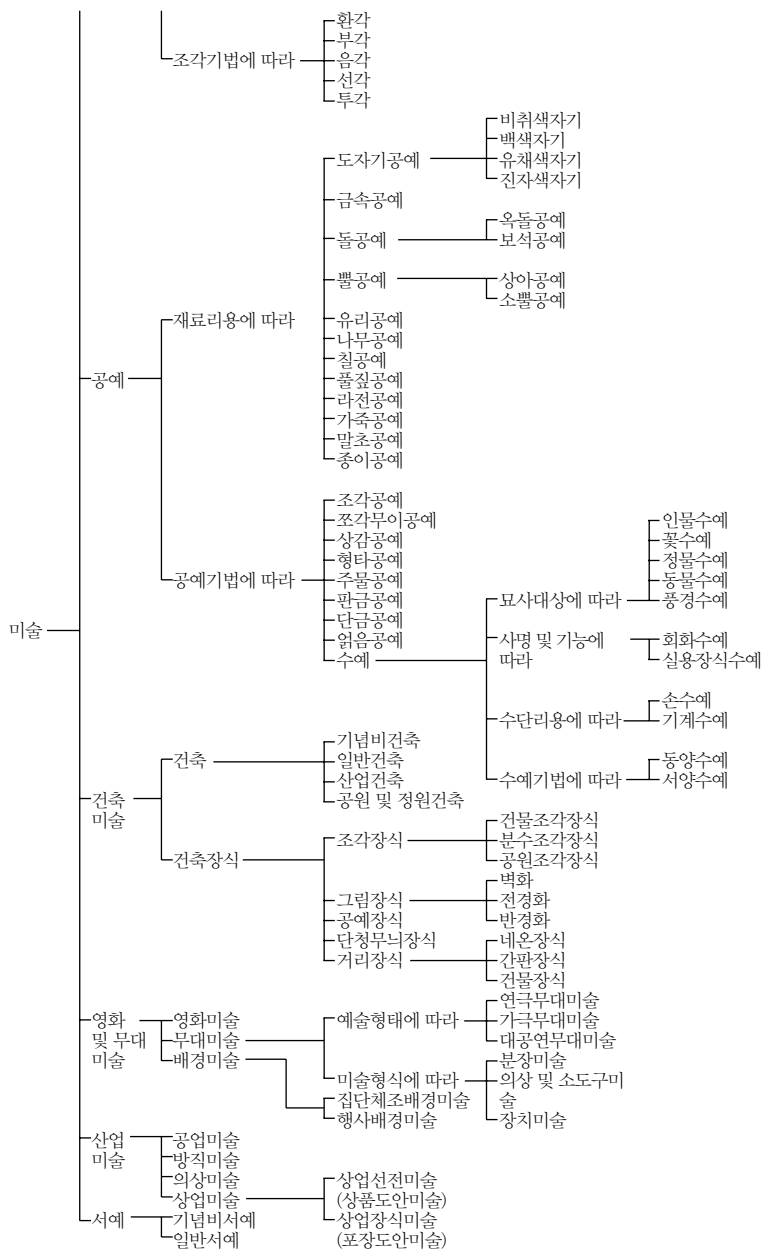 환각
부각
조각기법에 따라
음각
선각
투각
비취색자기
백색자기
도자기공예
유채색자기
진자색자기
금속공예
옥돌공예
돌공예
보석공예
뿔공예
상아공예
소뿔공예
재료리용에 따라
유리공예
나무공예
칠공예
공예
풀짚공예
라전공예
가죽공예
말초공예
종이공예
조각공예
쪼각무이공예
상감공예
형타공예
공예기법에 따라
주물공예
판금공예
단금공예
얽음공예
수예
인물수예
꽃수예
정물수예
동물수예
묘사대상에 따라
풍경수예
미술
사명 및 기능에
따라
회화수예
실용장식수예
손수예
수단리용에 따라
기계수예
동양수예
수예기법에 따라
서양수예
기념비건축
건축
일반건축
산업건축
공원 및 정원건축
건축
미술
건물조각장식
조각장식
분수조각장식
공원조각장식
건축장식
벽화
그림장식
전경화
공예장식
반경화
단청무늬장식
네온장식
거리장식
간판장식
건물장식
영화
및 무대
미술
영화미술
무대미술
배경미술
예술형태에 따라
연극무대미술
가극무대미술
대공연무대미술
분장미술
미술형식에 따라
의상 및 소도구미
술
장치미술
집단체조배경미술
행사배경미술
산업
미술
공업미술
방직미술
의상미술
상업미술
상업선전미술
(상품도안미술)
상업장식미술
(포장도안미술)
서예
기념비서예
일반서예